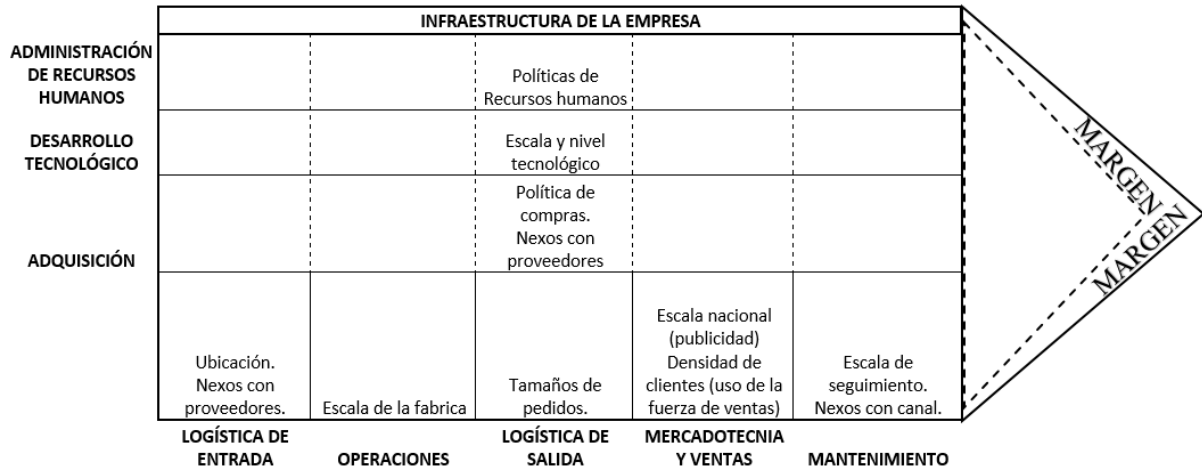 INFRAESTRUCTURA DE LA EMPRESA
ADMINISTRACIÓN
DE RECURSOS
HUMANOS
Políticas de
Recursos humanos
DESARROLLO
TECNOLÓGICO
Escala y nivel
tecnológico
ADQUISICIÓN
Política de
compras.
Nexos con
proveedores
Ubicación.
Nexos con
proveedores.
Escala de la fabrica
Tamaños de
pedidos.
Escala nacional
(publicidad)
Densidad de
clientes (uso de la
fuerza de ventas)
Escala de
seguimiento.
Nexos con canal.
LOGÍSTICA DE
ENTRADA
OPERACIONES
LOGÍSTICA DE
SALIDA
MERCADOTECNIA
Y VENTAS
MANTENIMIENTO
MARGEN
MARGEN